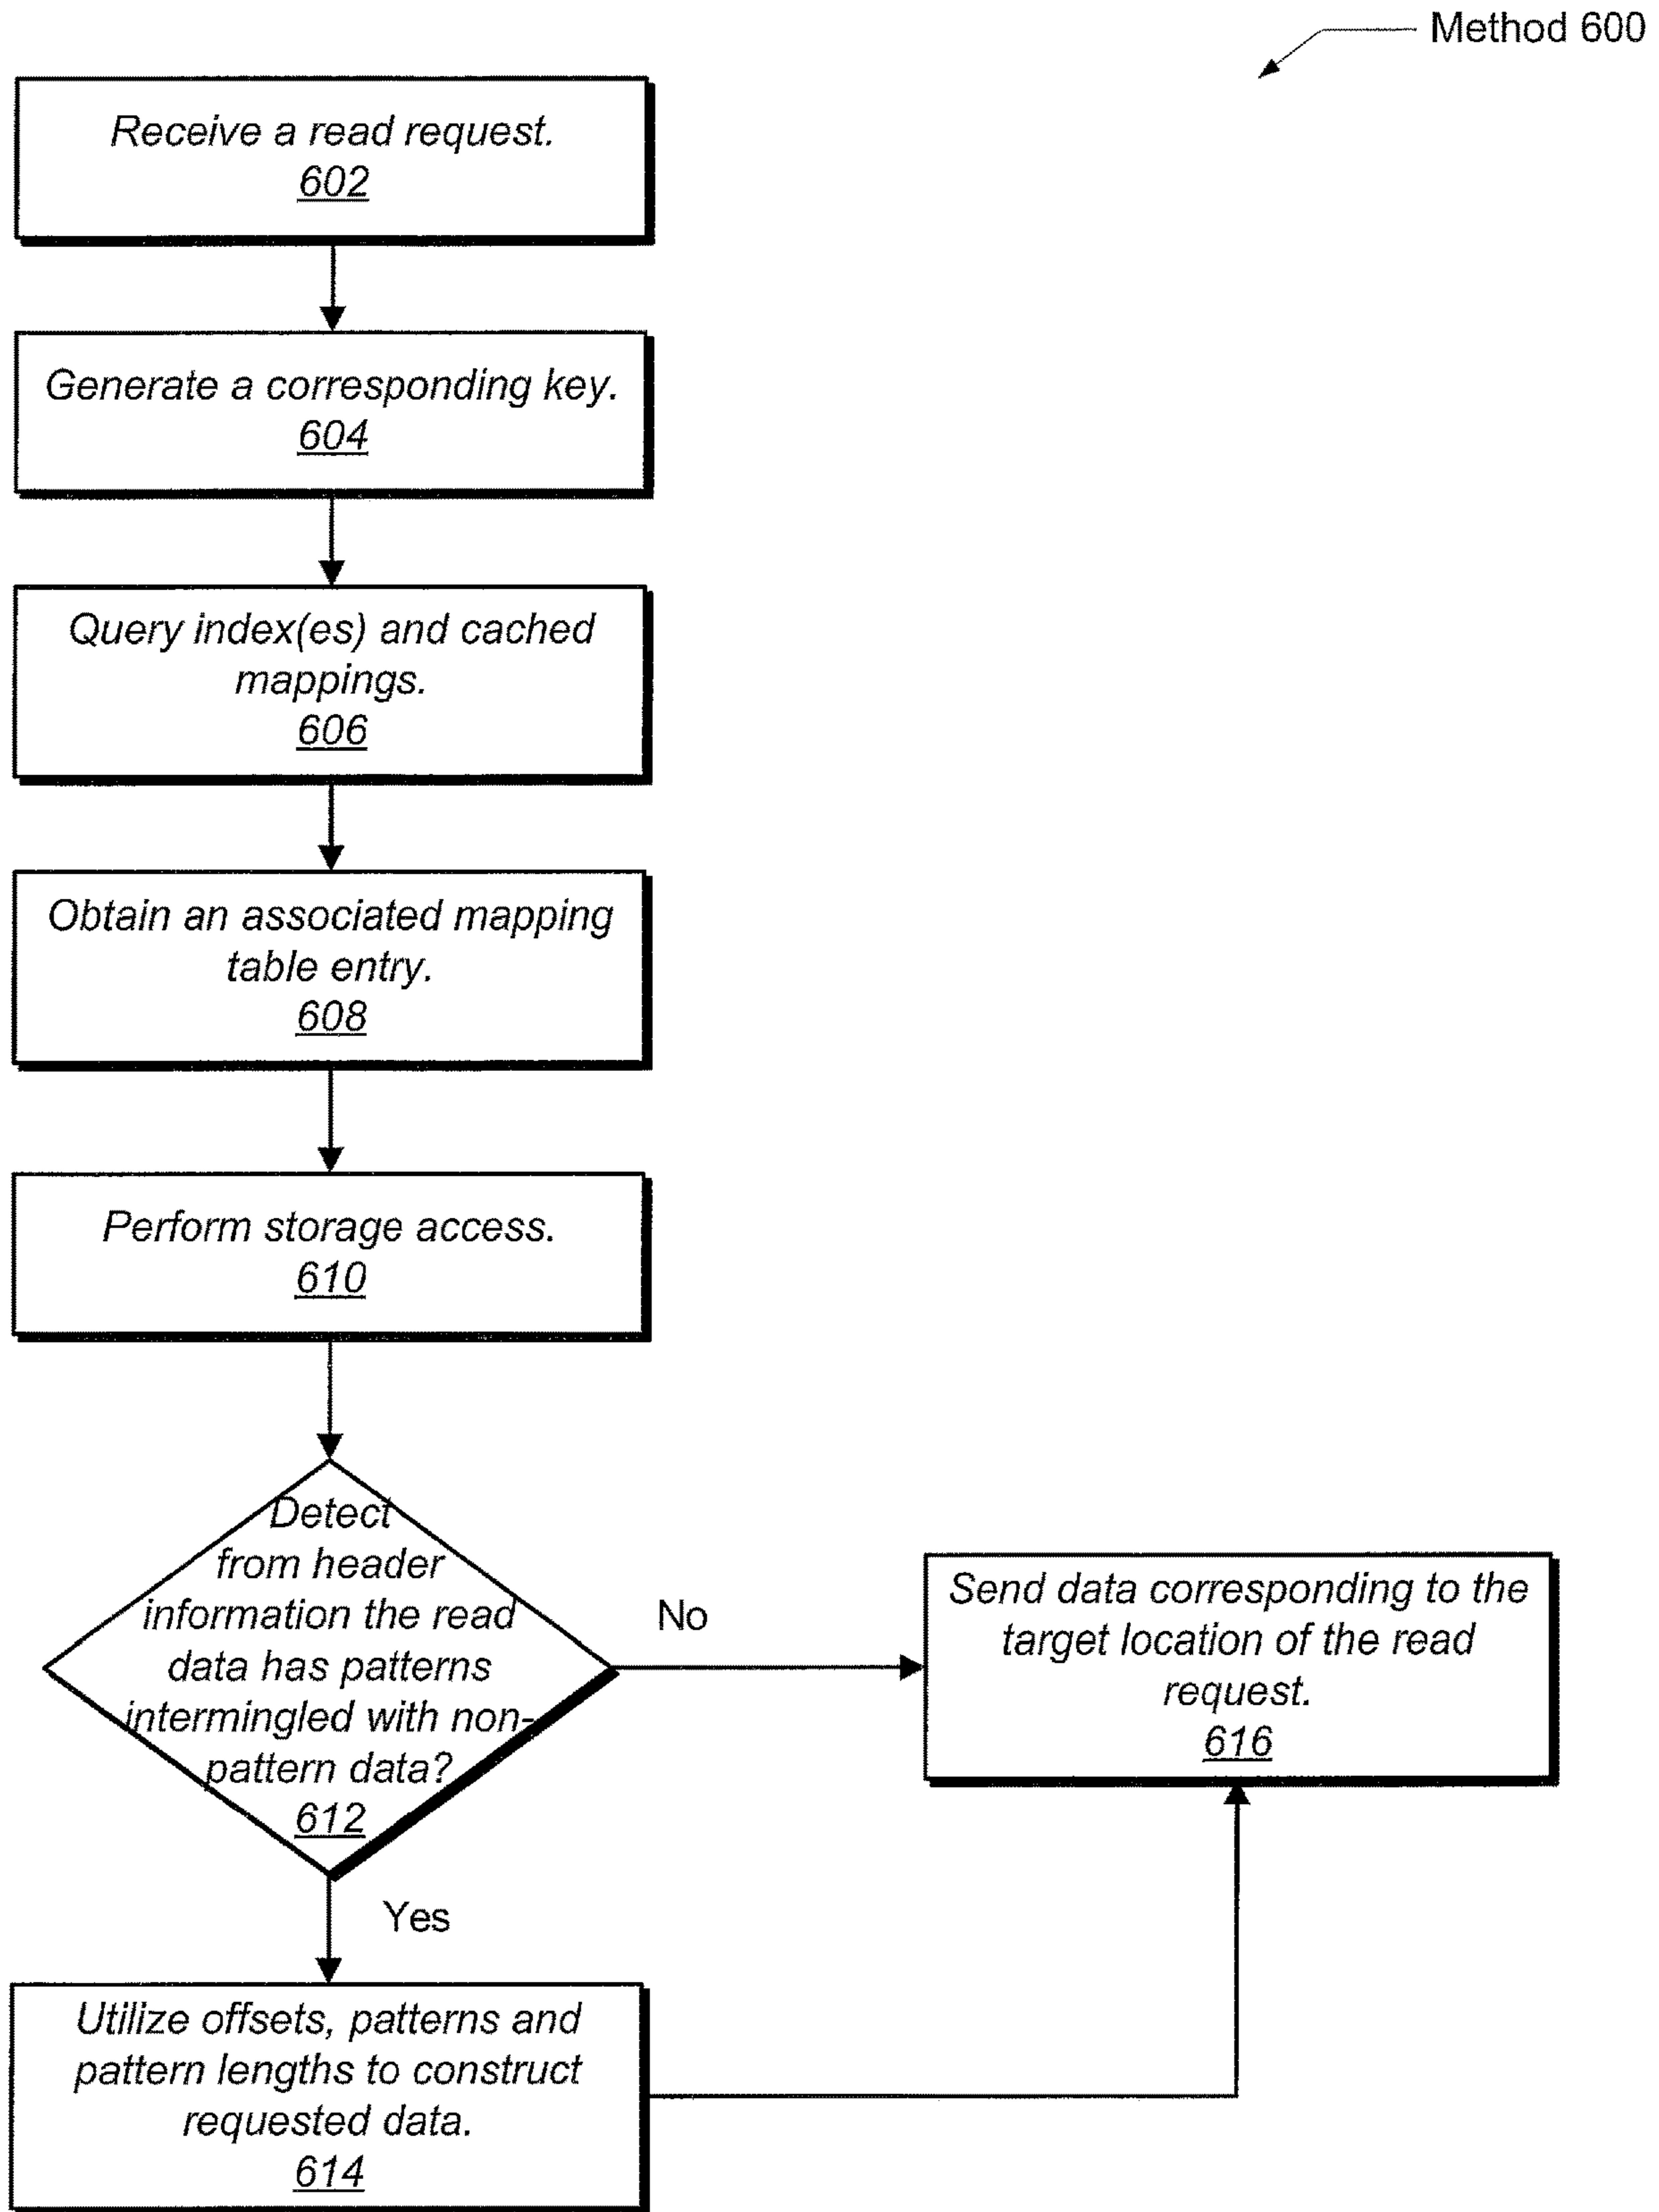 Method 600
Receive a read request.
602
Generate a corresponding key.
604
Query index(es) and cached
mappings.
606
Obtain an associated mapping
table entry.
608
Perform storage access.
610
Detect
from header
information the read
data has patterns
intermingled with non-
pattern data?
612
No
Send data corresponding to the
target location of the read
request.
616
Yes
Utilize offsets, patterns and
pattern lengths to construct
requested data.
614